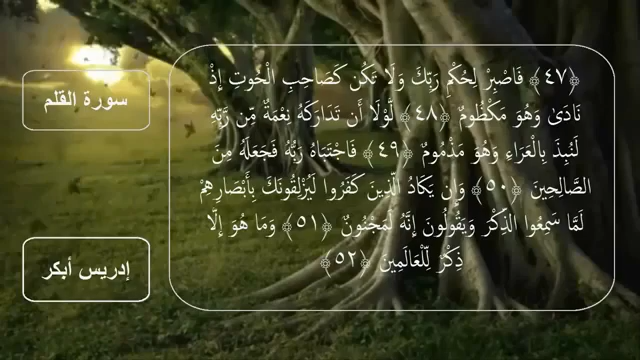 سورة القلم
﴿٤٧﴾ فَاصْبِرْ لِحُكْمِ رَبِّكَ وَلَا تَكُن كَصَاحِبِ الْحُوتِ إِذْ
نَادَىٰ وَهُوَ مَكْظُومٌ ﴿٤٨﴾ لَّوْلَا أَن تَدَارَكَهُ نِعْمَةٌ مِّن رَّبِّهِ
لَنُبِذَ بِالْعَرَاءِ وَهُوَ مَذْمُومٌ ﴿٤٩﴾ فَاجْتَبَاهُ رَبُّهُ فَجَعَلَهُ مِنَ
الصَّالِحِينَ ﴿٥٠﴾ وَإِن يَكَادُ الَّذِينَ كَفَرُوا لَيُزْلِقُونَكَ بِأَبْصَارِهِمْ
لَمَّا سَمِعُوا الذِّكْرَ وَيَقُولُونَ إِنَّهُ لَمَجْنُونٌ ﴿٥١﴾ وَمَا هُوَ إِلَّا
ذِكْرٌ لِّلْعَالَمِينَ ﴿٥٢﴾
إدريس أبكر